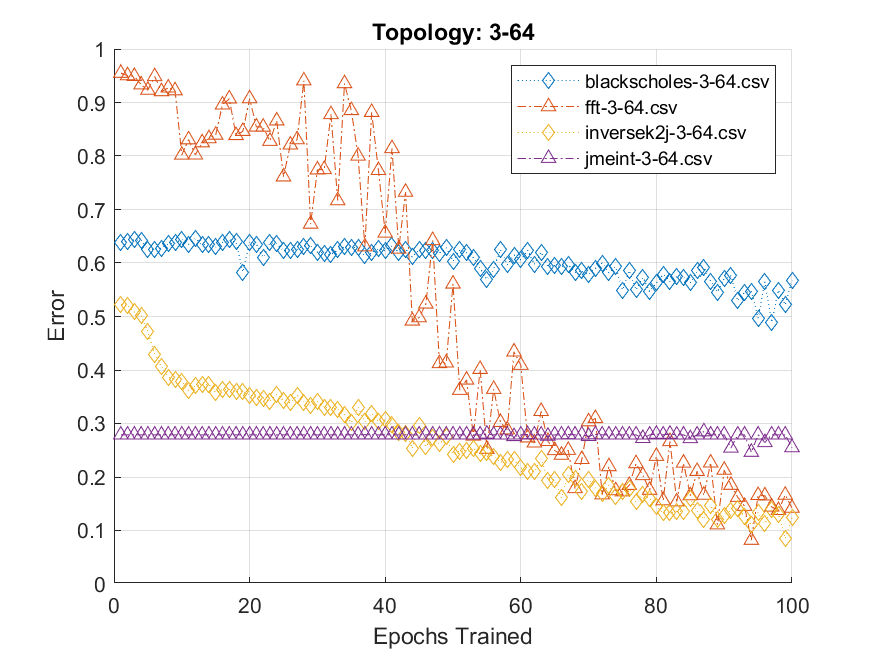 Topology: 3-64
1
0.9
0.8
0.7
0.6
0.5
0.4
0.3
0.2
0.1
0
Error
blackscholes-3-64.csv
fft-3-64.csv
inversek2j-3-64.csv
jmeint-3-64.csv
0 20 40 60 80 100
Epochs Trained